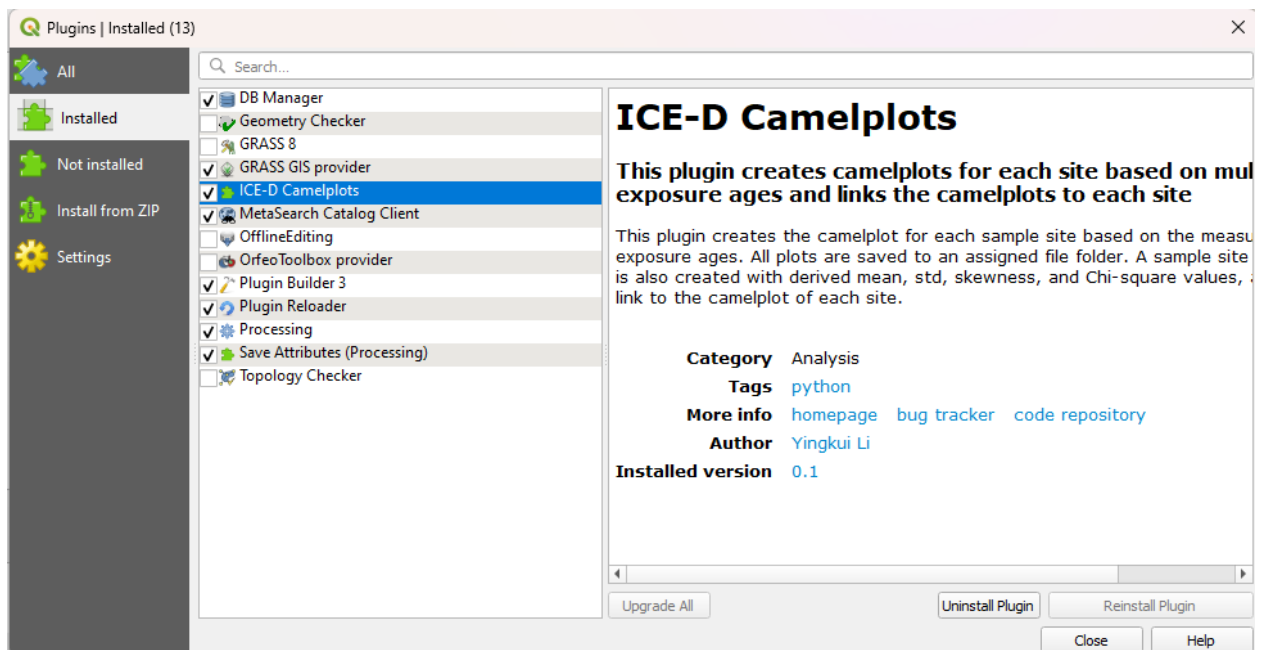 Plugins | Installed (13)
All
Installed
Not installed
Install from ZIP
Settings
Search...
DB Manager
Geometry Checker
GRASS 8
GRASS GIS provider
ICE-D Camelplots
MetaSearch Catalog Client
OfflineEditing
OrfeoToolbox provider
Plugin Builder 3
Plugin Reloader
Processing
Save Attributes (Processing)
Topology Checker
ICE-D Camelplots
This plugin creates camelplots for each site based on mul
exposure ages and links the camelplots to each site
This plugin creates the camelplot for each sample site based on the measu
exposure ages. All plots are saved to an assigned file folder. A sample site
is also created with derived mean, std, skewness, and Chi-square values,
link to the camelplot of each site.
Category Analysis
Tags python
More info homepage bug tracker code repository
Author Yingkui Li
Installed version 0.1
Upgrade All Uninstall Plugin Reinstall Plugin
Close Help